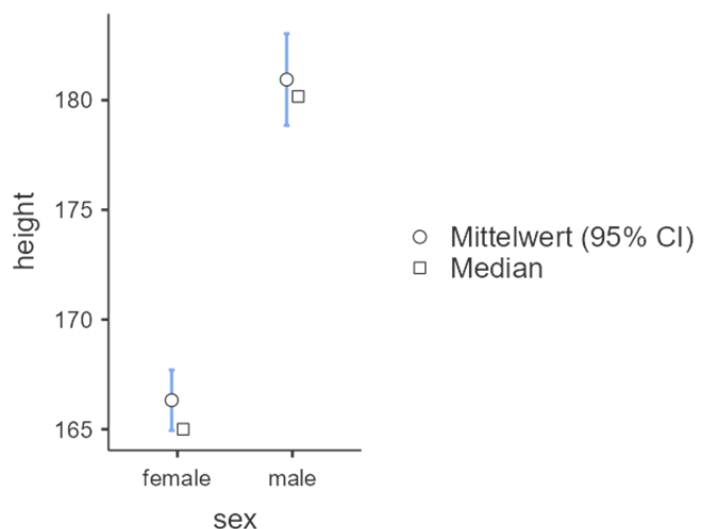 height
180
175
170
165
female
male
sex
Mittelwert (95% CI)
Median